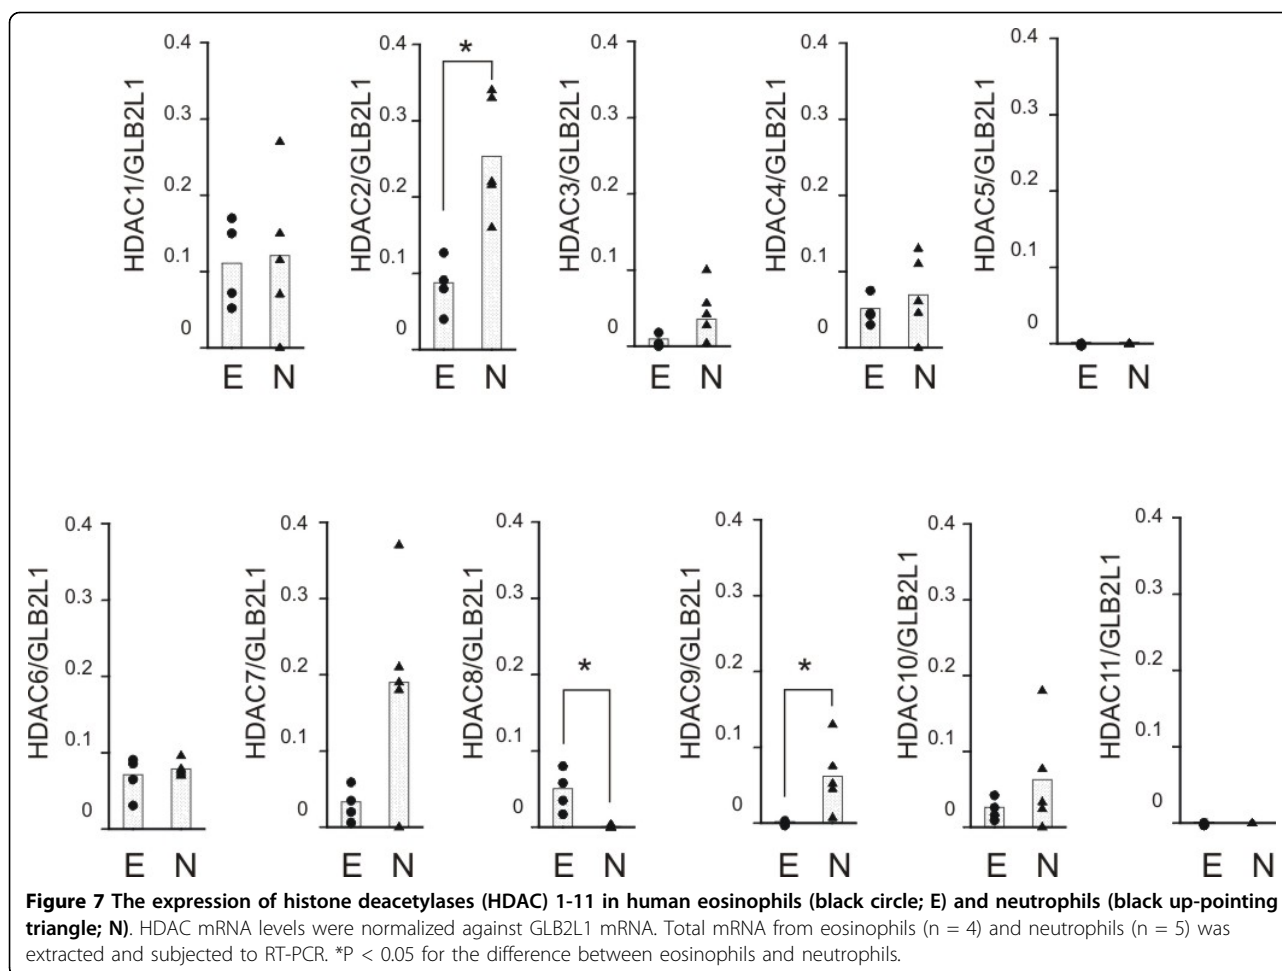 0.4 0.4 0.4 0.4 0.4
*
0.3 0.3 0.3 0.3 0.3
0.2 0.2 0.2 0.2 0.2
0.1 0.1 0.1 0.1 0.1
0 0 0 0 0
HDAC1/GLB2L1 HDAC2/GLB2L1 HDAC3/GLB2L1 HDAC4/GLB2L1 HDAC5/GLB2L1
E N E N E N E N E N
0.4 0.4 0.4 0.4 0.4 0.4
0.3 0.3 0.3 0.3 0.3 0.3
0.2 0.2 0.2 0.2 0.2 0.2
* *
0.1 0.1 0.1 0.1 0.1 0.1
0 0 0 0 0 0
HDAC6/GLB2L1 HDAC7/GLB2L1 HDAC8/GLB2L1 HDAC9/GLB2L1 HDAC10/GLB2L1 HDAC11/GLB2L1
E N E N E N E N E N E N
Figure 7 The expression of histone deacetylases (HDAC) 1-11 in human eosinophils (black circle; E) and neutrophils (black up-pointing
triangle; N). HDAC mRNA levels were normalized against GLB2L1 mRNA. Total mRNA from eosinophils (n = 4) and neutrophils (n = 5) was
extracted and subjected to RT-PCR. *P < 0.05 for the difference between eosinophils and neutrophils.